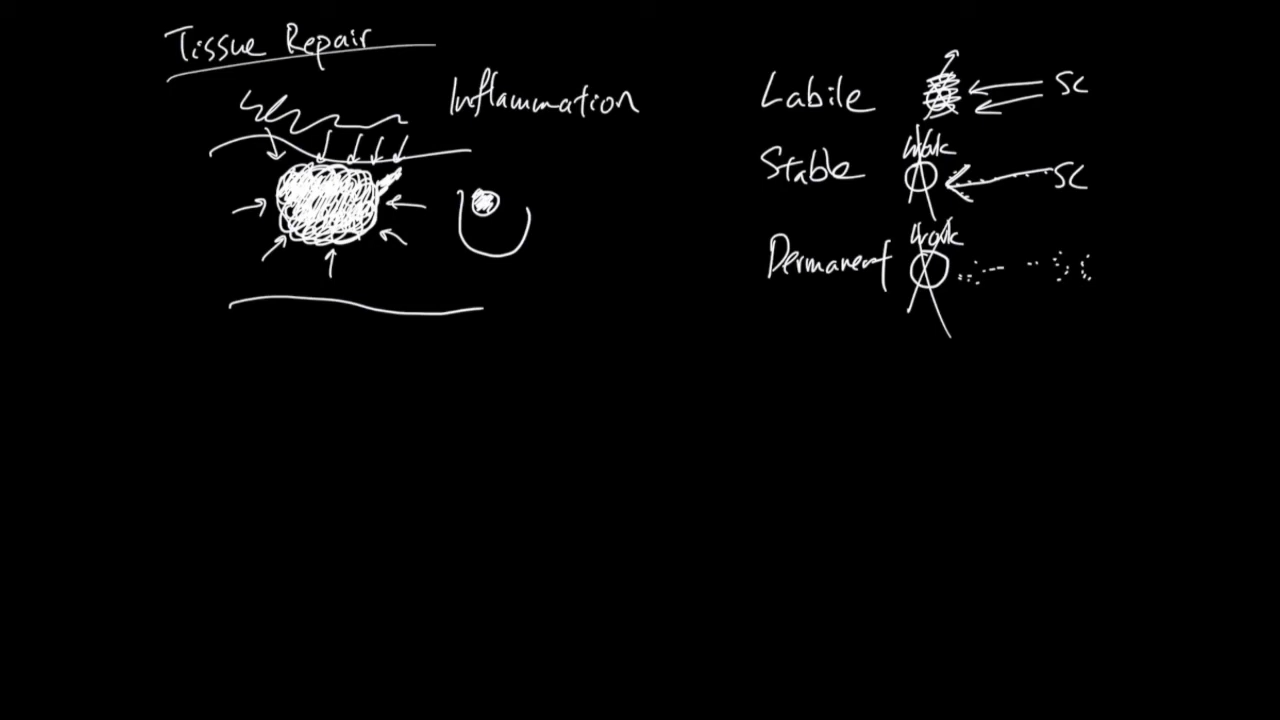 Tissue Repair
Inflammation
Labile SC
work
Stable SC
work
Permanent